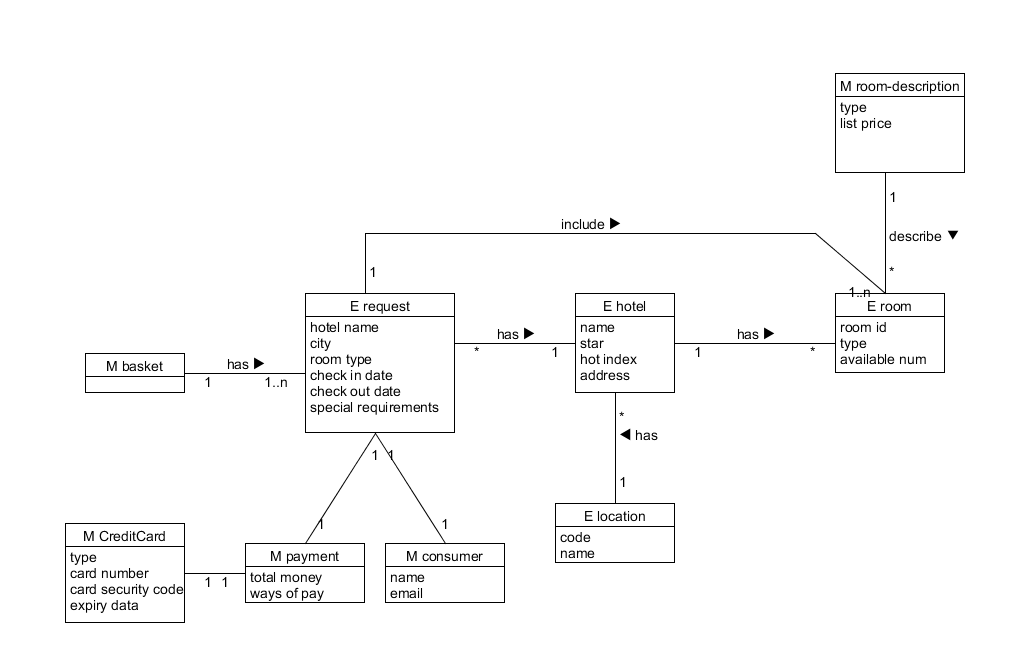 M room-description
type
list price
1
describe ▼
*
include ▶
1
1..n
E request
hotel name
city
room type
check in date
check out date
special requirements
has ▶
*
1
E hotel
name
star
hot index
address
has ▶
1
*
E room
room id
type
available num
M basket
has ▶
1
1..n
*
◀ has
1
E location
code
name
1
1
1
1
M CreditCard
type
card number
card security code
expiry data
1
1
M payment
total money
ways of pay
M consumer
name
email